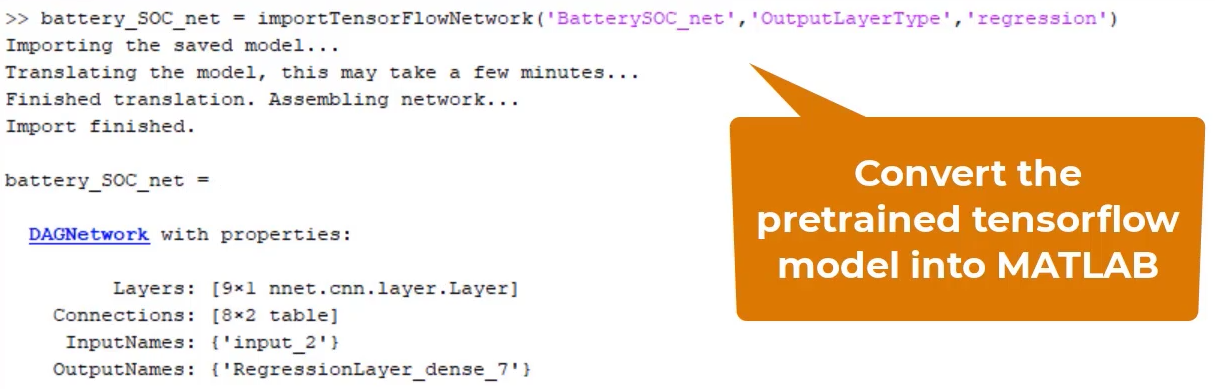 >> battery_SOC_net = importTensorFlowNetwork('BatterySOC_net','OutputLayerType','regression')
Importing the saved model...
Translating the model, this may take a few minutes...
Finished translation. Assembling network...
Import finished.
battery_SOC_net =
DAGNetwork with properties:
Layers: [9×1 nnet.cnn.layer.Layer]
Connections: [8×2 table]
InputNames: {'input_2'}
OutputNames: {'RegressionLayer_dense_7'}
Convert the
pretrained tensorflow
model into MATLAB